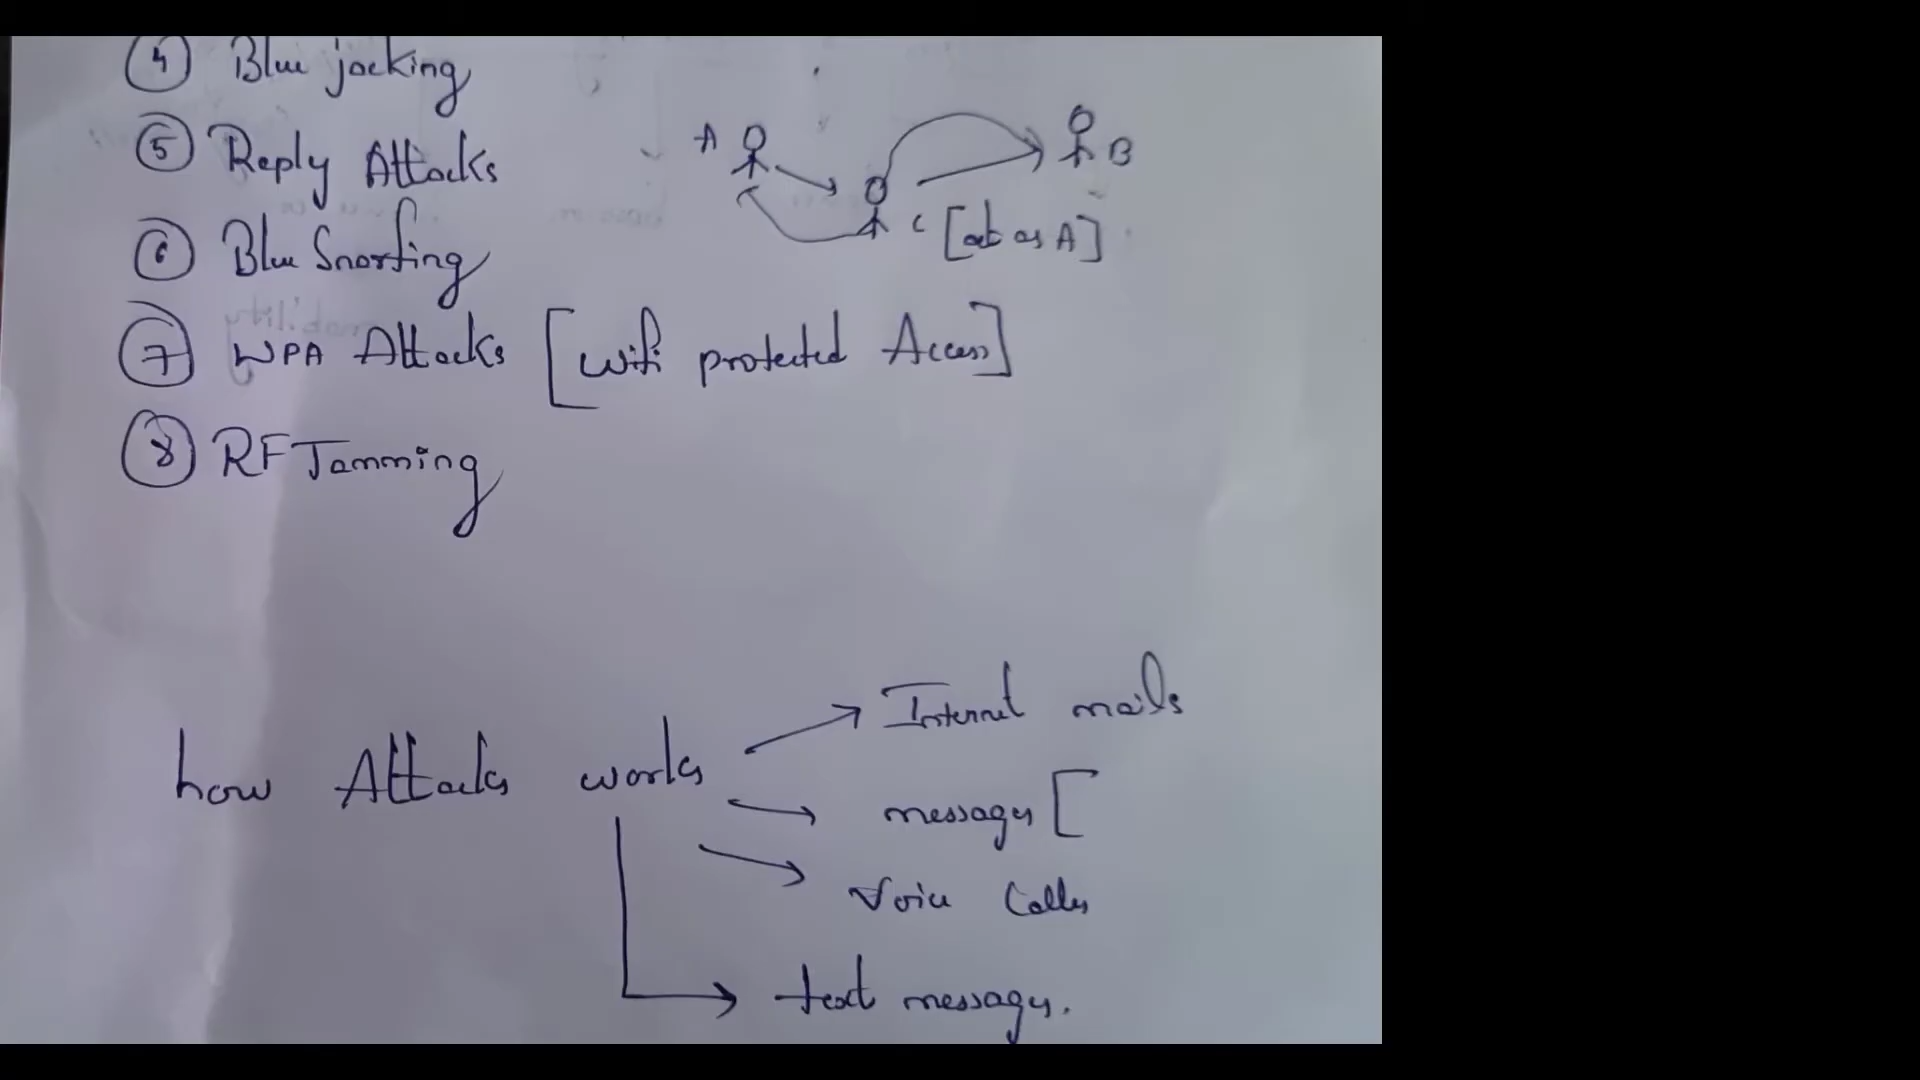 4 Blue jacking
5 Reply Attacks
A B
C [act as A]
6 Blue Snarfing
7 WPA Attacks [wifi protected Access]
8 RF Jamming
how Attacks works
Internet mails
messages [
Voice Calls
text messages.